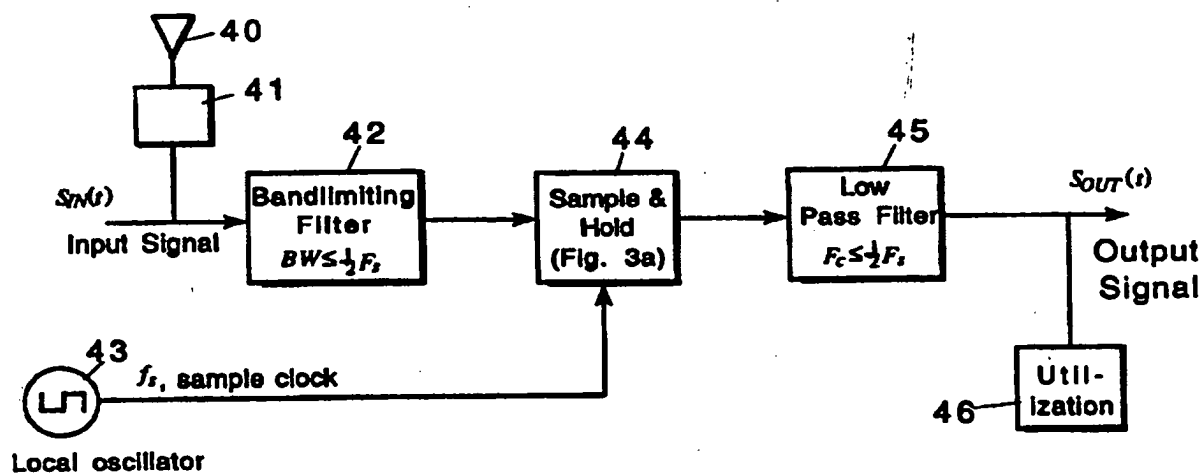 40
41
42
44
45
S_IN(t)
Input Signal
Bandlimiting
Filter
BW≤½F_s
Sample &
Hold
(Fig. 3a)
Low
Pass Filter
F_C≤½F_s
S_OUT(t)
Output
Signal
43
f_s, sample clock
Local oscillator
46
Util-
ization